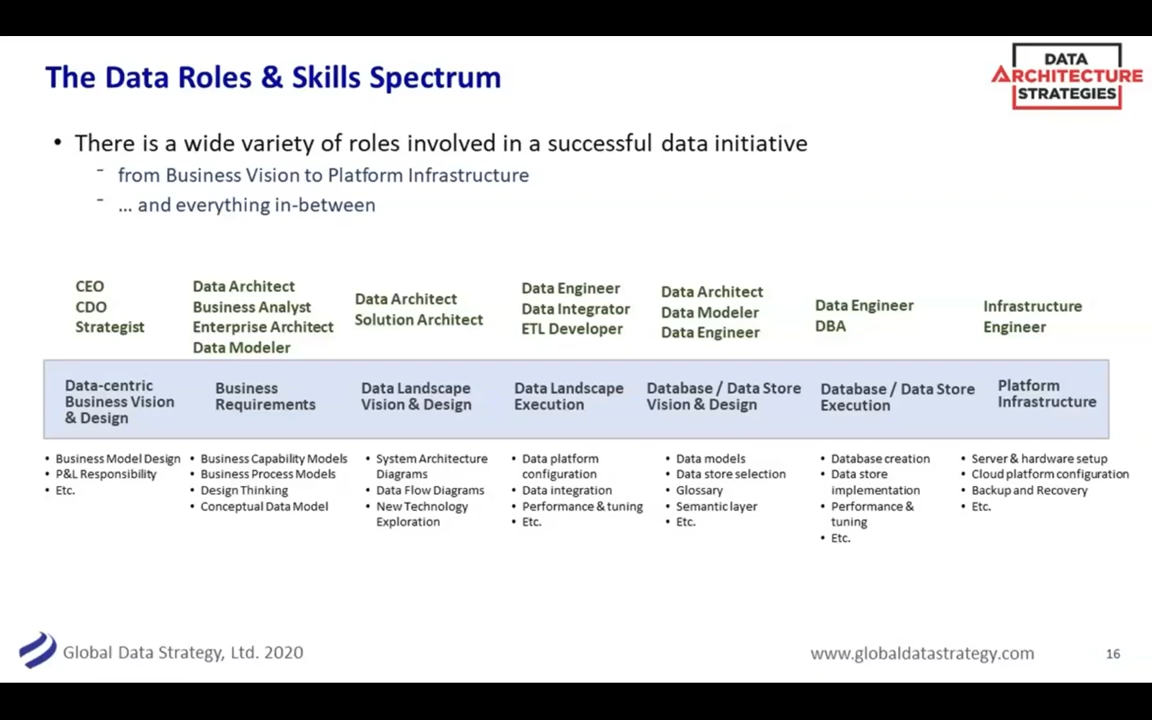 The Data Roles & Skills Spectrum
DATA
ARCHITECTURE
STRATEGIES
• There is a wide variety of roles involved in a successful data initiative
- from Business Vision to Platform Infrastructure
- ... and everything in-between
CEO
CDO
Strategist
Data Architect
Business Analyst
Enterprise Architect
Data Modeler
Data Architect
Solution Architect
Data Engineer
Data Integrator
ETL Developer
Data Architect
Data Modeler
Data Engineer
Data Engineer
DBA
Infrastructure
Engineer
Data-centric
Business Vision
& Design
Business
Requirements
Data Landscape
Vision & Design
Data Landscape
Execution
Database / Data Store
Vision & Design
Database / Data Store
Execution
Platform
Infrastructure
• Business Model Design
• P&L Responsibility
• Etc.
• Business Capability Models
• Business Process Models
• Design Thinking
• Conceptual Data Model
• System Architecture
Diagrams
• Data Flow Diagrams
• New Technology
Exploration
• Data platform
configuration
• Data integration
• Performance & tuning
• Etc.
• Data models
• Data store selection
• Glossary
• Semantic layer
• Etc.
• Database creation
• Data store
implementation
• Performance &
tuning
• Etc.
• Server & hardware setup
• Cloud platform configuration
• Backup and Recovery
• Etc.
Global Data Strategy, Ltd. 2020
www.globaldatastrategy.com
16